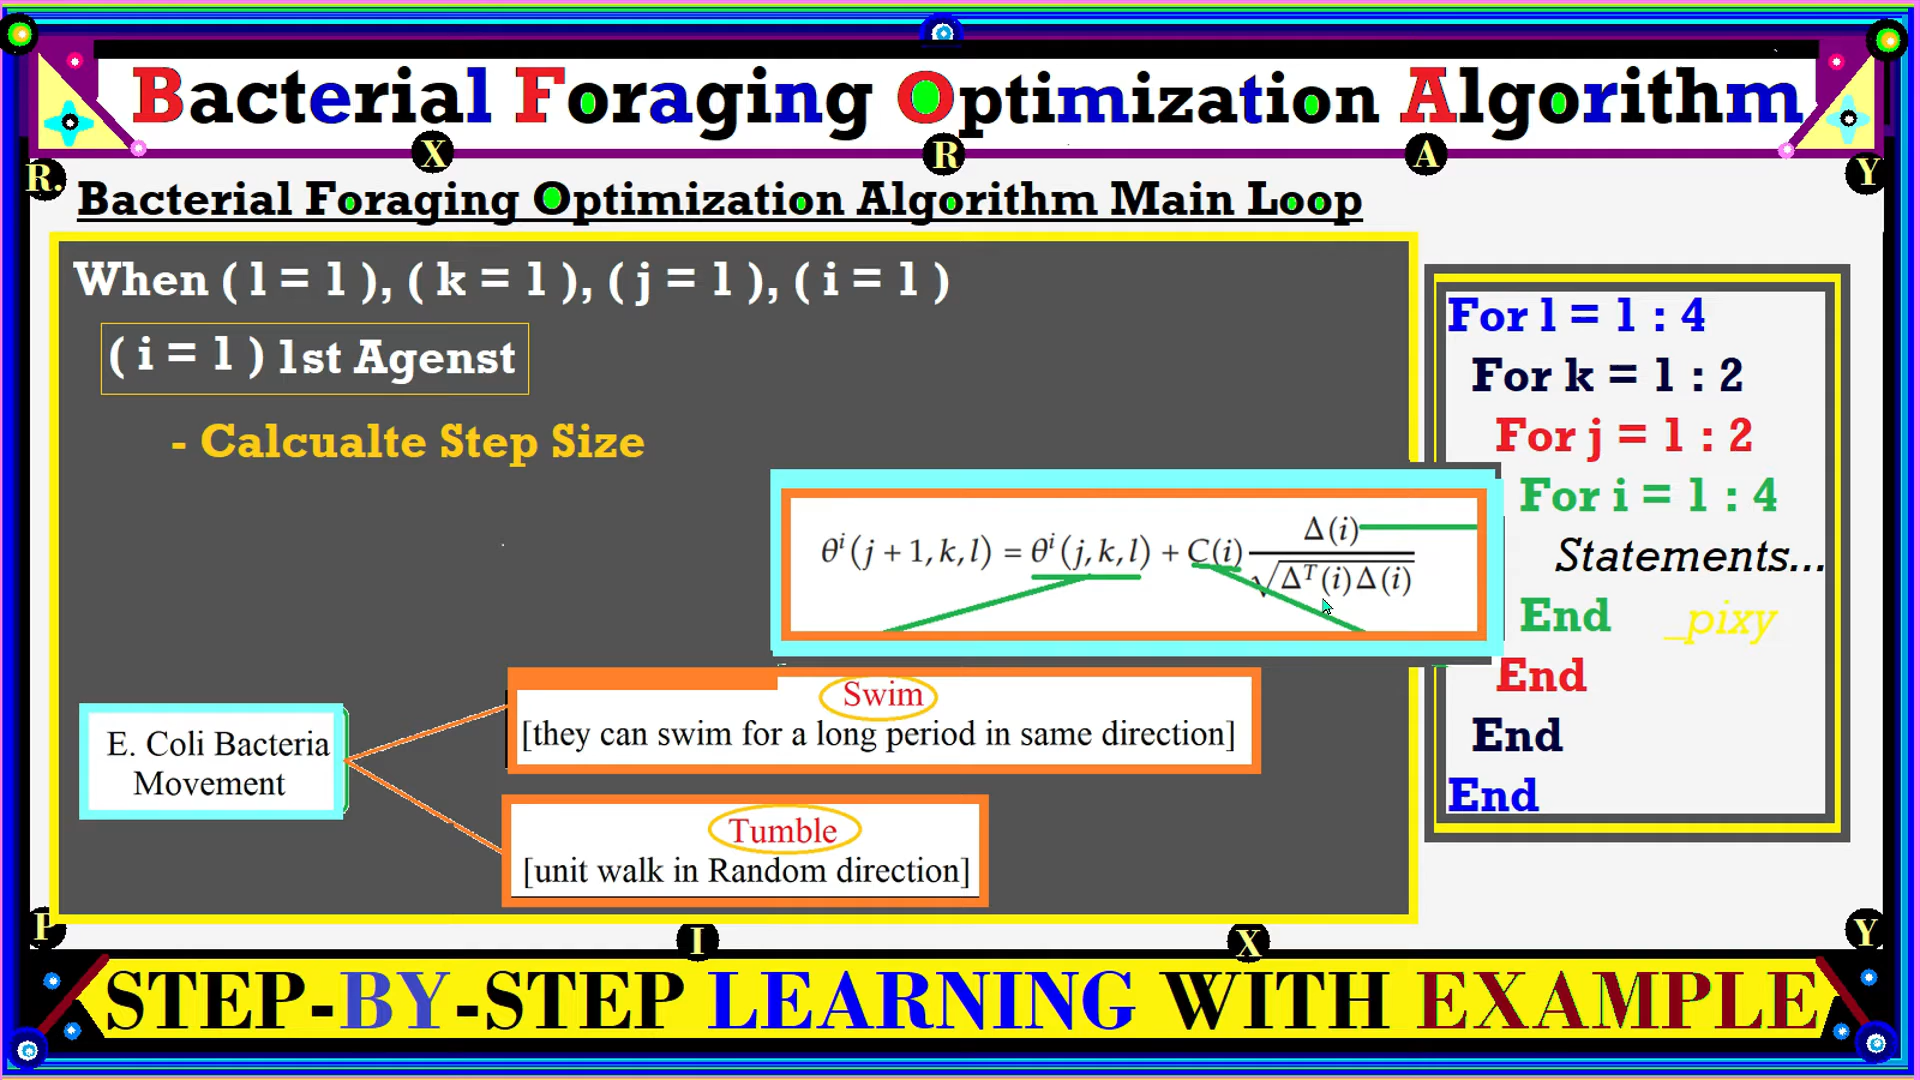 Bacterial Foraging Optimization Algorithm
X R A
R. Y
Bacterial Foraging Optimization Algorithm Main Loop
When ( l = 1 ), ( k = 1 ), ( j = 1 ), ( i = 1 )
( i = 1 ) 1st Agenst
- Calcualte Step Size
θ^i(j + 1, k, l) = θ^i(j, k, l) + C(i) Δ(i) / √(Δ^T(i)Δ(i))
E. Coli Bacteria
Movement
Swim
[they can swim for a long period in same direction]
Tumble
[unit walk in Random direction]
For l = 1 : 4
For k = 1 : 2
For j = 1 : 2
For i = 1 : 4
Statements...
End _pixy
End
End
End
P I X Y
STEP-BY-STEP LEARNING WITH EXAMPLE